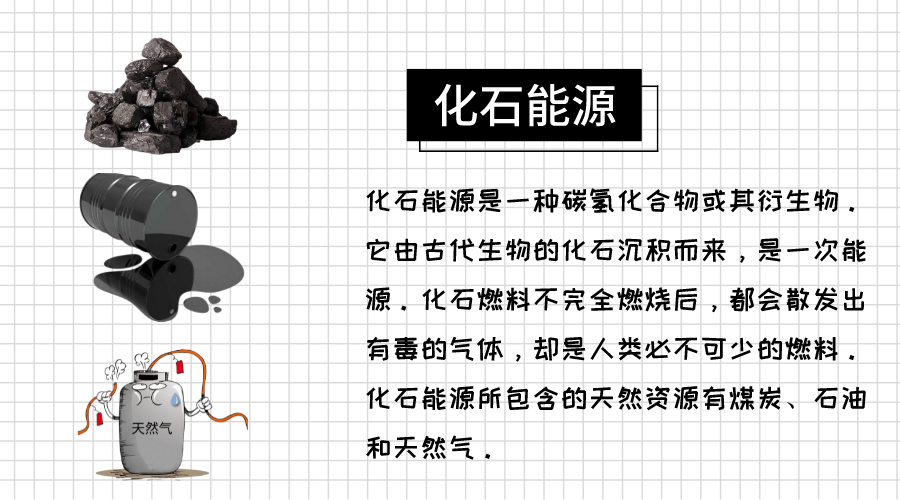 化石能源
化石能源是一种碳氢化合物或其衍生物．
它由古代生物的化石沉积而来，是一次能
源．化石燃料不完全燃烧后，都会散发出
有毒的气体，却是人类必不可少的燃料．
化石能源所包含的天然资源有煤炭、石油
和天然气．
天然气